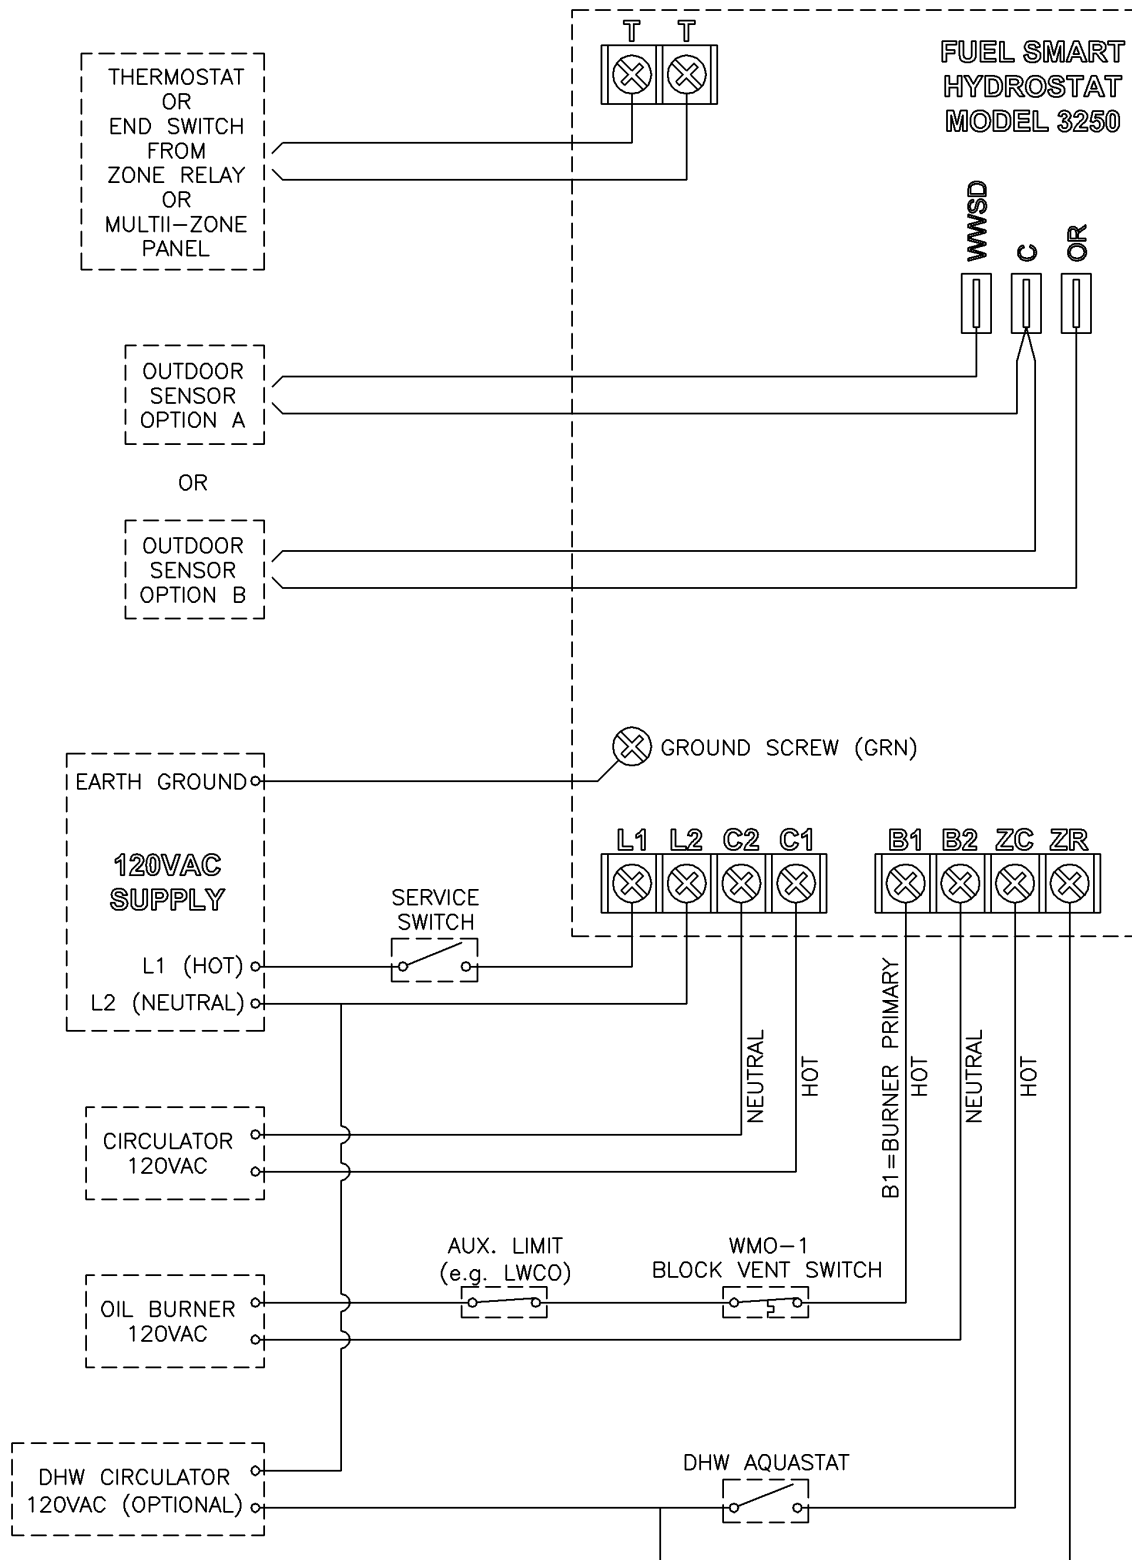 T T
FUEL SMART
HYDROSTAT
MODEL 3250
THERMOSTAT
OR
END SWITCH
FROM
ZONE RELAY
OR
MULTII-ZONE
PANEL
WWSD
C
OR
OUTDOOR
SENSOR
OPTION A
OR
OUTDOOR
SENSOR
OPTION B
GROUND SCREW (GRN)
EARTH GROUND
120VAC
SUPPLY
L1 (HOT)
L2 (NEUTRAL)
SERVICE
SWITCH
L1 L2 C2 C1
B1 B2 ZC ZR
NEUTRAL
HOT
B1=BURNER PRIMARY
HOT
NEUTRAL
HOT
CIRCULATOR
120VAC
AUX. LIMIT
(e.g. LWCO)
WMO-1
BLOCK VENT SWITCH
OIL BURNER
120VAC
DHW CIRCULATOR
120VAC (OPTIONAL)
DHW AQUASTAT